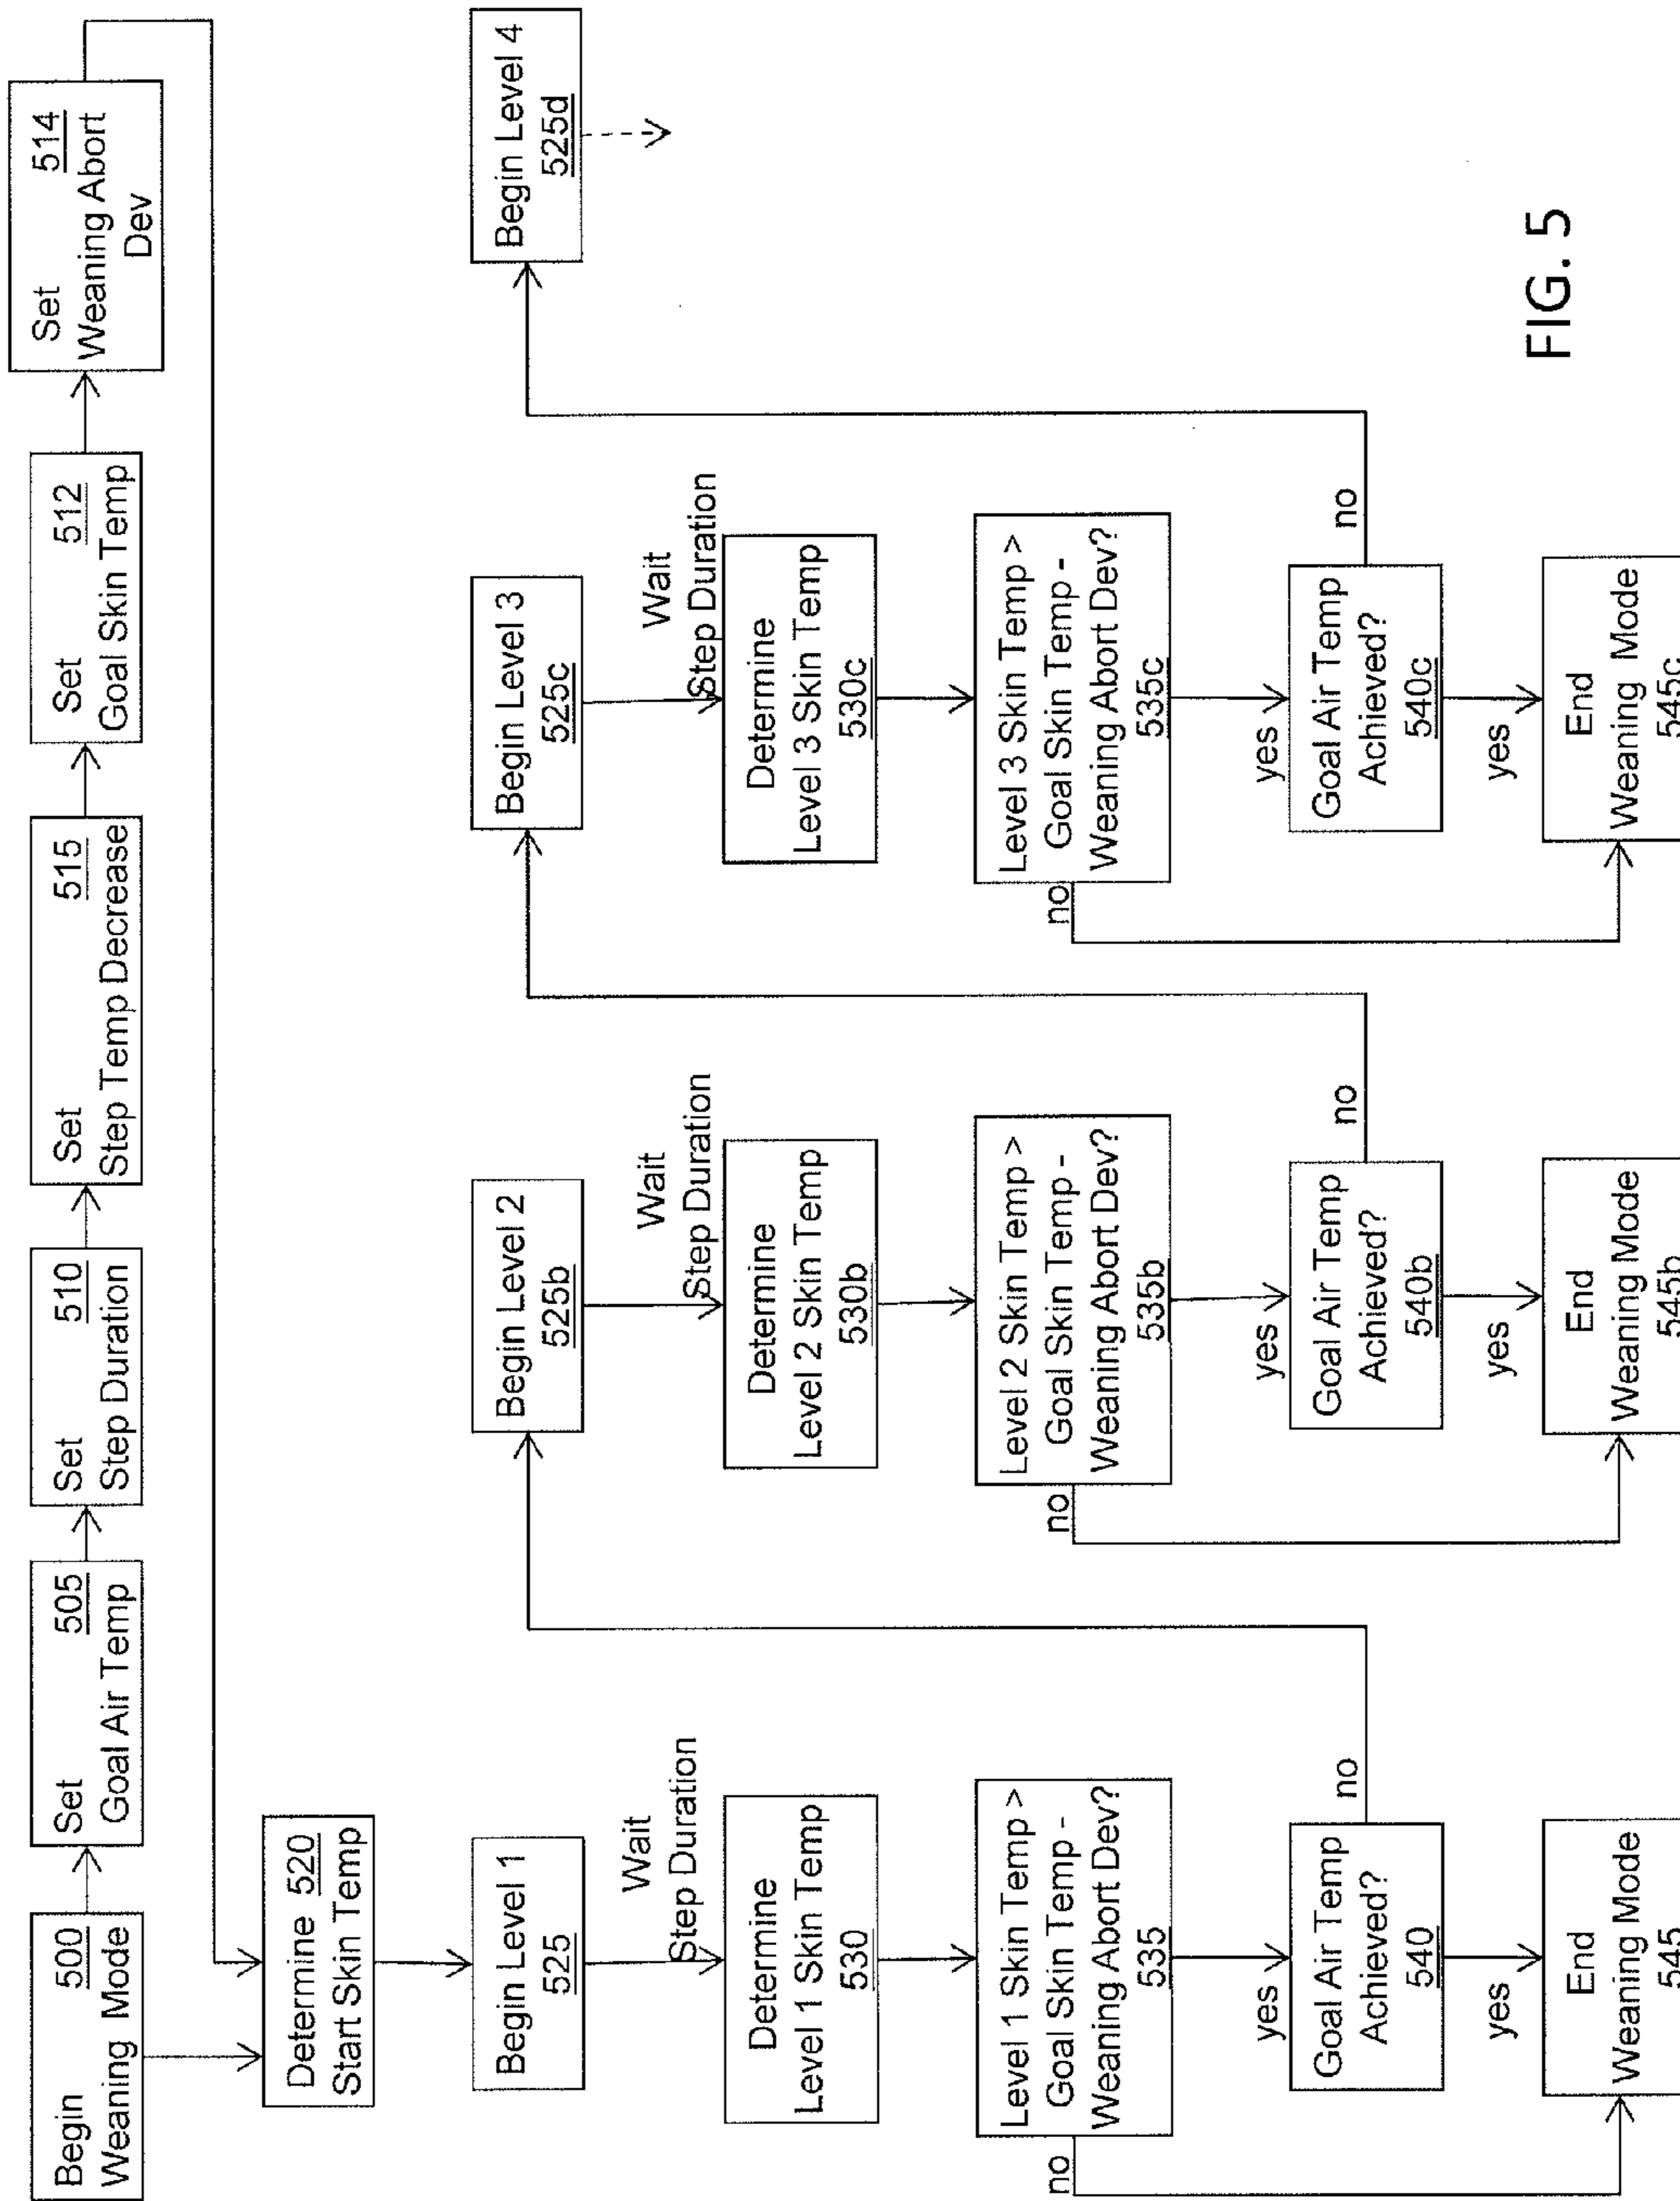 Begin 500
Weaning Mode
Set 505
Goal Air Temp
Set 510
Step Duration
Set 515
Step Temp Decrease
Set 512
Goal Skin Temp
Set 514
Weaning Abort
Dev
Determine 520
Start Skin Temp
Begin Level 1
525
Wait
Step Duration
Determine
Level 1 Skin Temp
530
Level 1 Skin Temp >
Goal Skin Temp -
Weaning Abort Dev?
535
no
yes
Goal Air Temp
Achieved?
540
no
yes
End
Weaning Mode
545
Begin Level 2
525b
Wait
Step Duration
Determine
Level 2 Skin Temp
530b
Level 2 Skin Temp >
Goal Skin Temp -
Weaning Abort Dev?
535b
no
yes
Goal Air Temp
Achieved?
540b
no
yes
End
Weaning Mode
545b
Begin Level 3
525c
Wait
Step Duration
Determine
Level 3 Skin Temp
530c
Level 3 Skin Temp >
Goal Skin Temp -
Weaning Abort Dev?
535c
no
yes
Goal Air Temp
Achieved?
540c
no
yes
End
Weaning Mode
545c
Begin Level 4
525d
FIG. 5